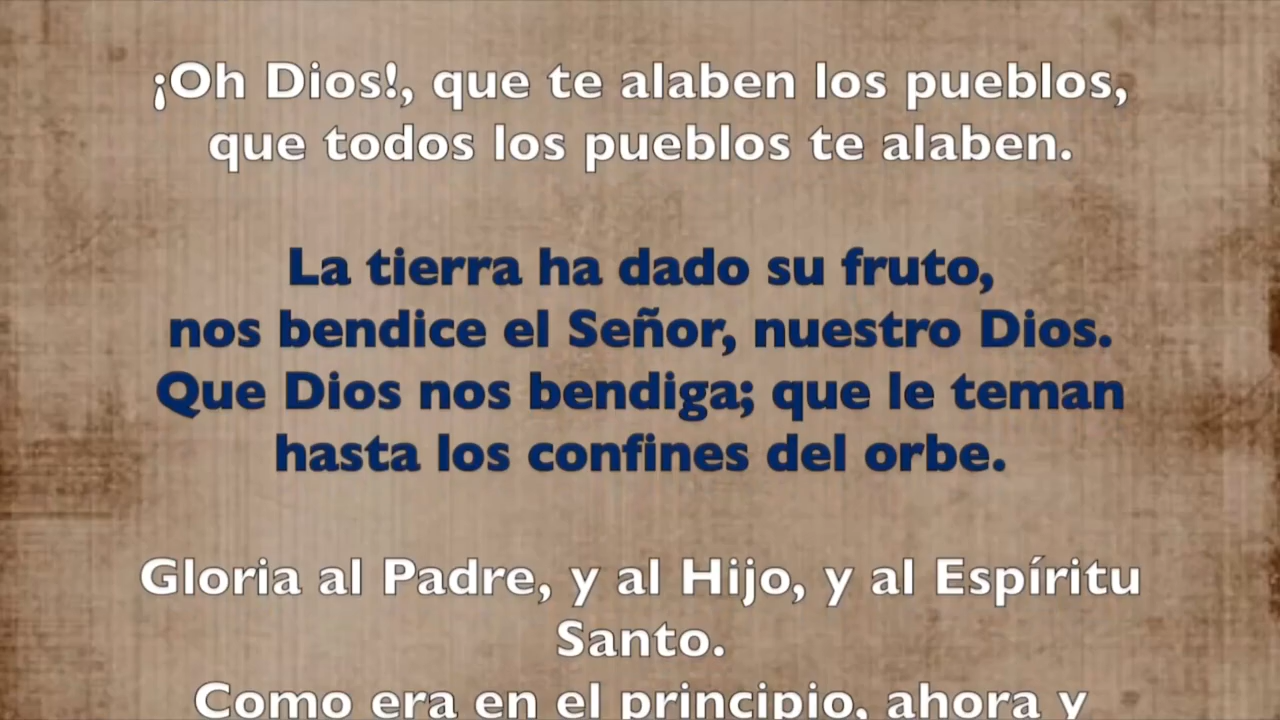 ¡Oh Dios!, que te alaben los pueblos,
que todos los pueblos te alaben.
La tierra ha dado su fruto,
nos bendice el Señor, nuestro Dios.
Que Dios nos bendiga; que le teman
hasta los confines del orbe.
Gloria al Padre, y al Hijo, y al Espíritu
Santo.
Como era en el principio, ahora y